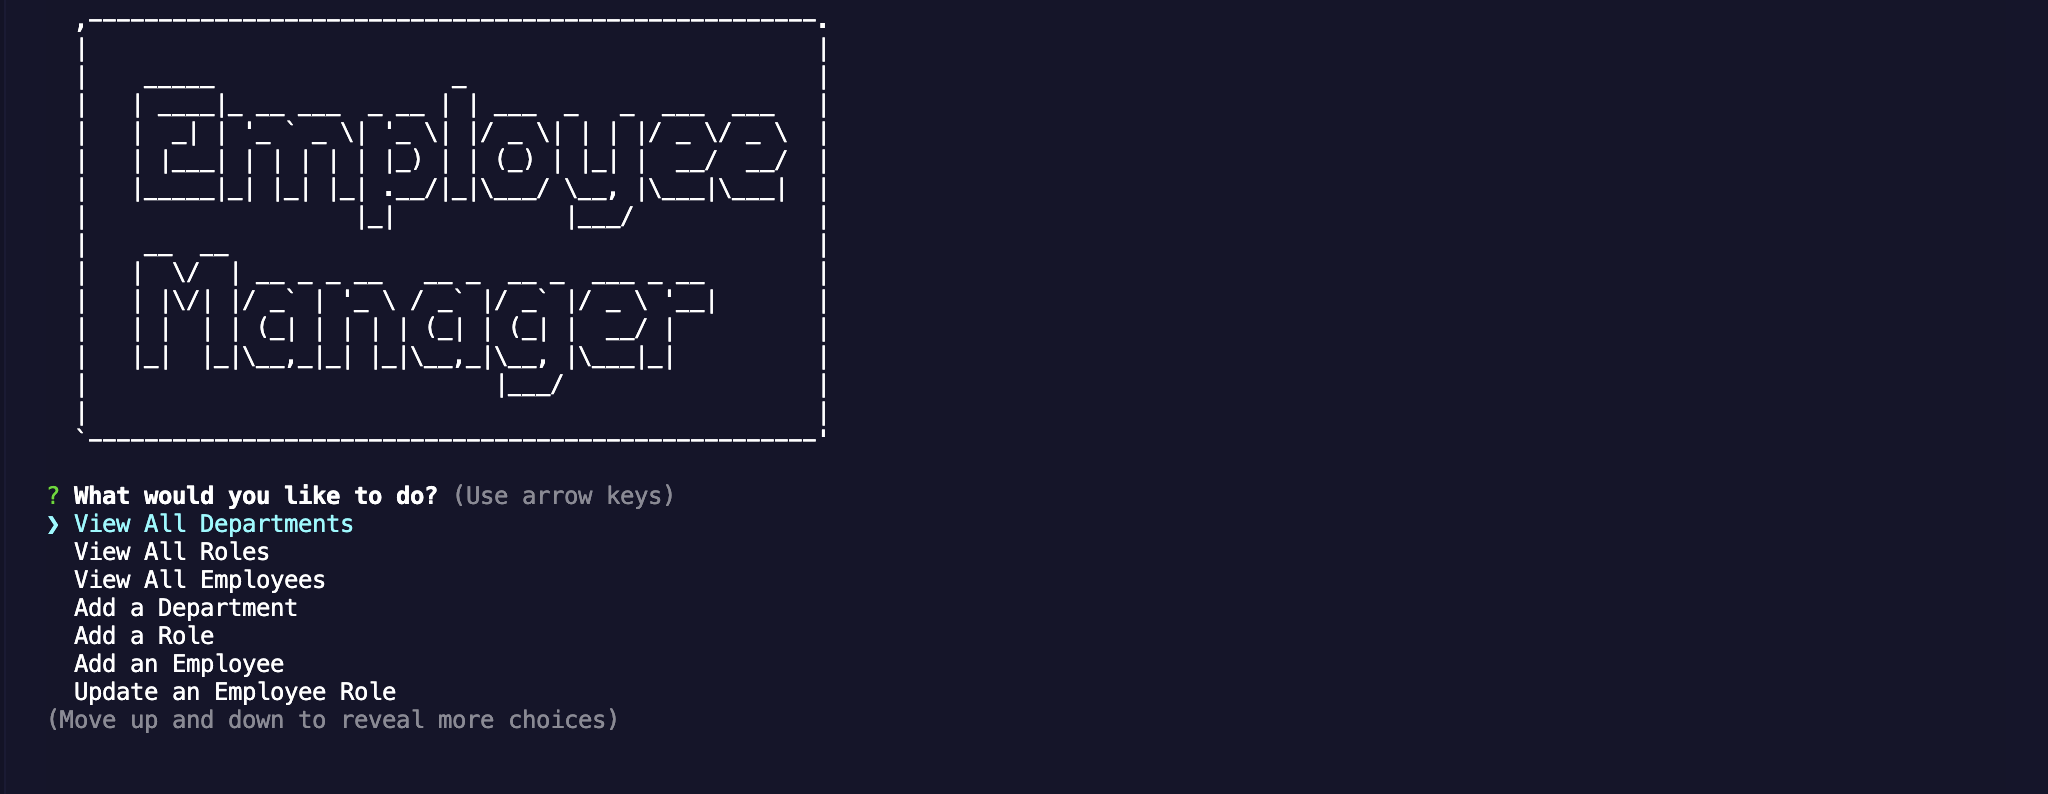 Employee
Manager
? What would you like to do? (Use arrow keys)
❯ View All Departments
View All Roles
View All Employees
Add a Department
Add a Role
Add an Employee
Update an Employee Role
(Move up and down to reveal more choices)